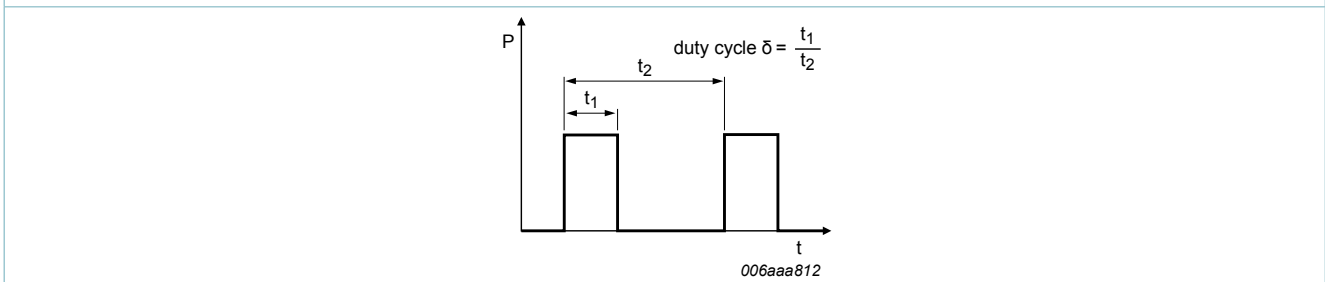 P
duty cycle δ = t1/t2
t2
t1
t
006aaa812